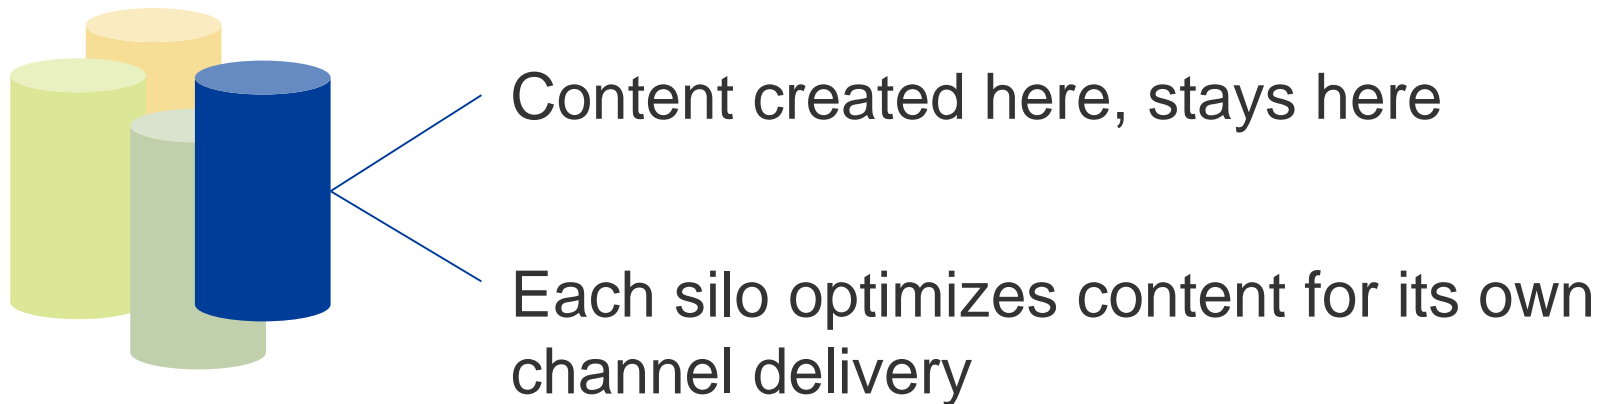 Content created here, stays here
Each silo optimizes content for its own
channel delivery